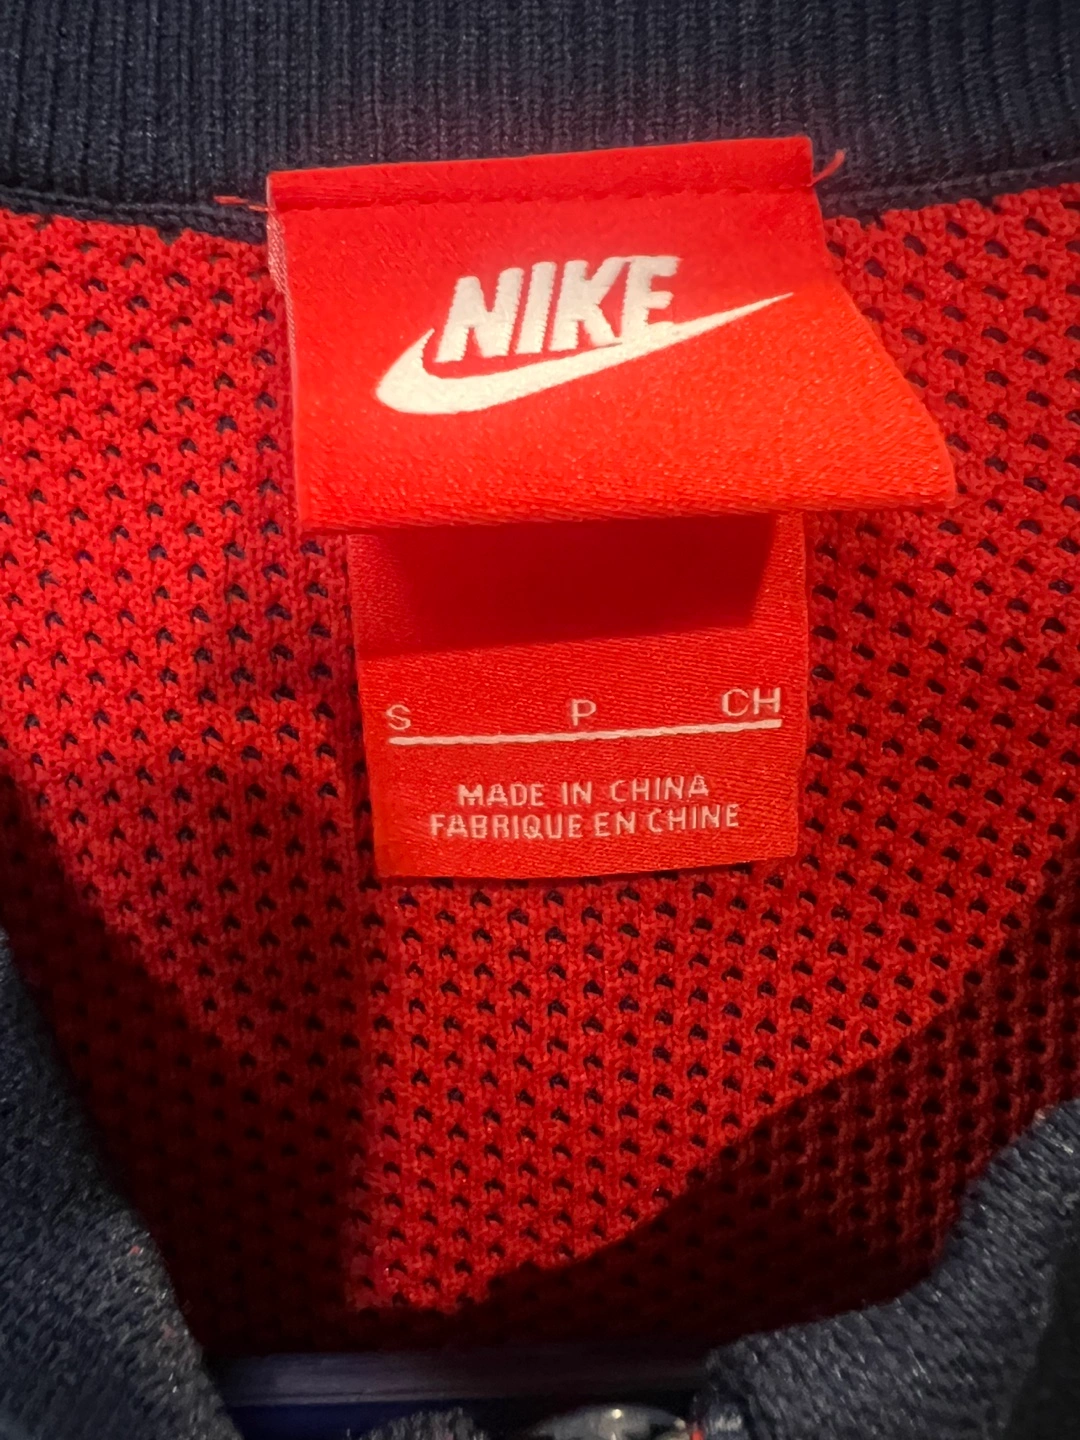 NIKE
S P CH
MADE IN CHINA
FABRIQUE EN CHINE